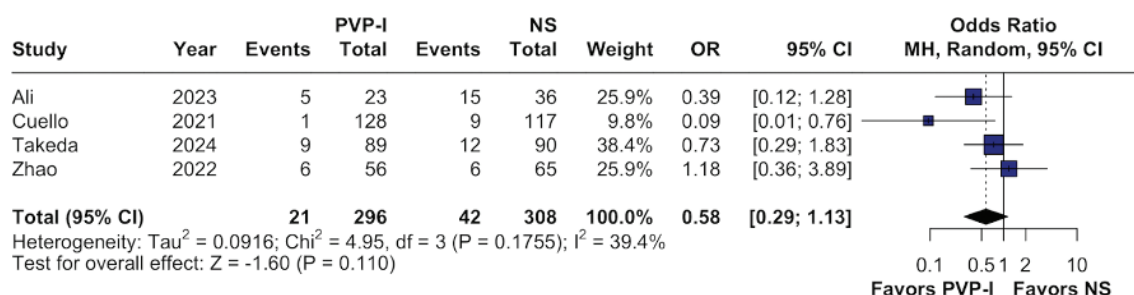 PVP-I NS Odds Ratio
Study Year Events Total Events Total Weight OR 95% CI MH, Random, 95% CI
Ali 2023 5 23 15 36 25.9% 0.39 [0.12; 1.28]
Cuello 2021 1 128 9 117 9.8% 0.09 [0.01; 0.76]
Takeda 2024 9 89 12 90 38.4% 0.73 [0.29; 1.83]
Zhao 2022 6 56 6 65 25.9% 1.18 [0.36; 3.89]
Total (95% CI) 21 296 42 308 100.0% 0.58 [0.29; 1.13]
Heterogeneity: Tau² = 0.0916; Chi² = 4.95, df = 3 (P = 0.1755); I² = 39.4%
Test for overall effect: Z = -1.60 (P = 0.110)
0.1 0.5 1 2 10
Favors PVP-I Favors NS